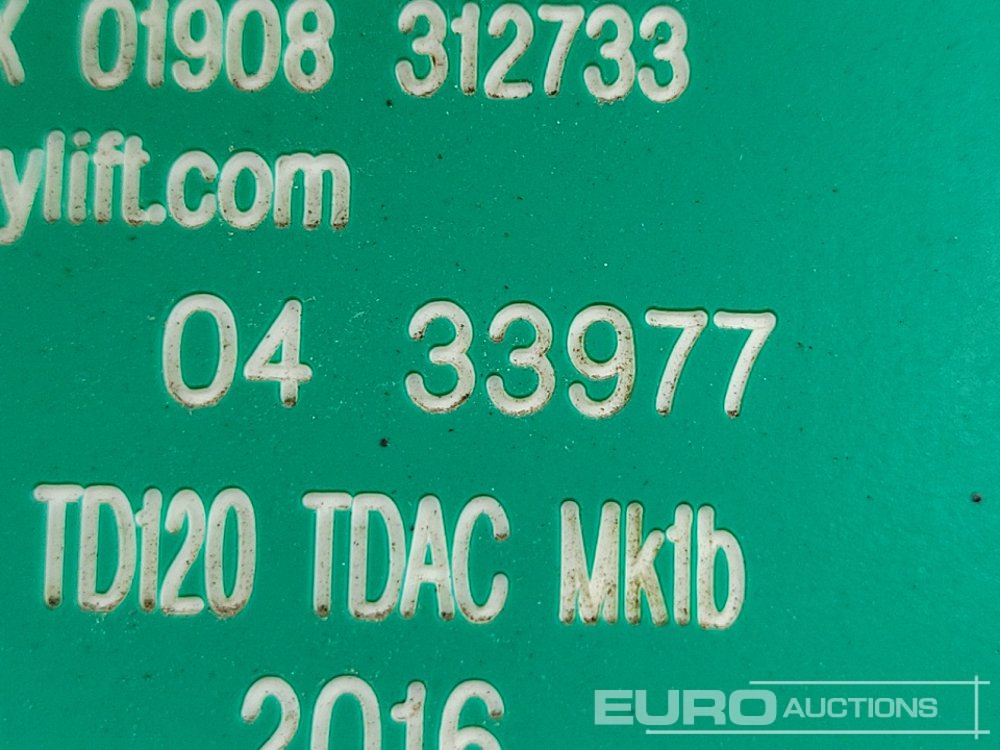 01908 312733
ylift.com
04 33977
TD120 TDAC Mk1b
2016
EURO AUCTIONS